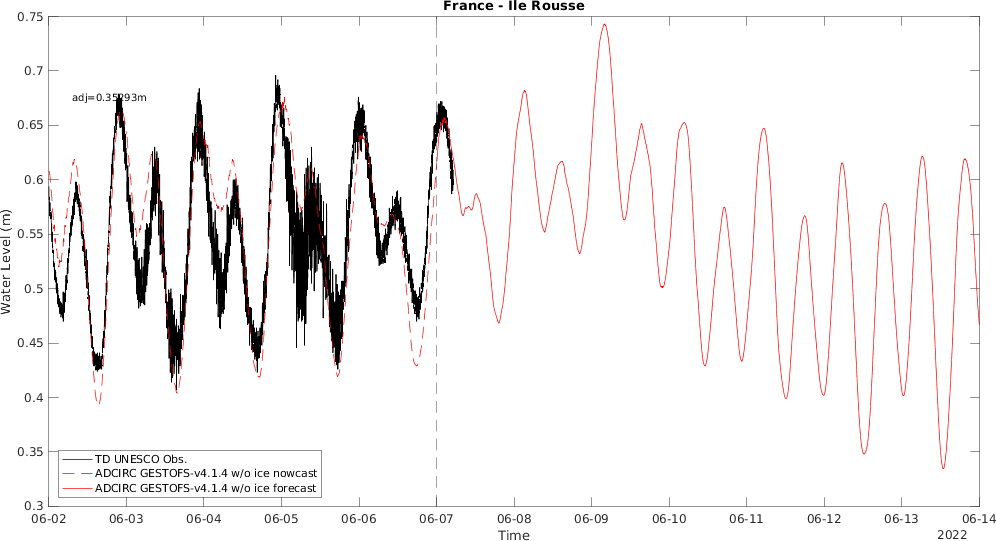 France - Ile Rousse
0.75
0.7
0.65
0.6
0.55
0.5
0.45
0.4
0.35
0.3
Water Level (m)
adj=0.35293m
TD UNESCO Obs.
ADCIRC GESTOFS-v4.1.4 w/o ice nowcast
ADCIRC GESTOFS-v4.1.4 w/o ice forecast
06-02 06-03 06-04 06-05 06-06 06-07 06-08 06-09 06-10 06-11 06-12 06-13 06-14
Time
2022